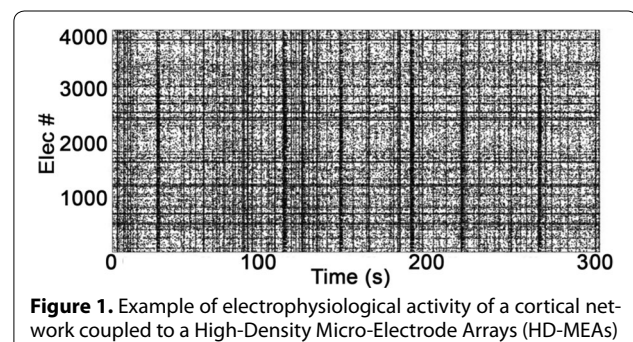 4000
3000
2000
1000
Elec #
0 100 200 300
Time (s)
Figure 1. Example of electrophysiological activity of a cortical net-
work coupled to a High-Density Micro-Electrode Arrays (HD-MEAs)